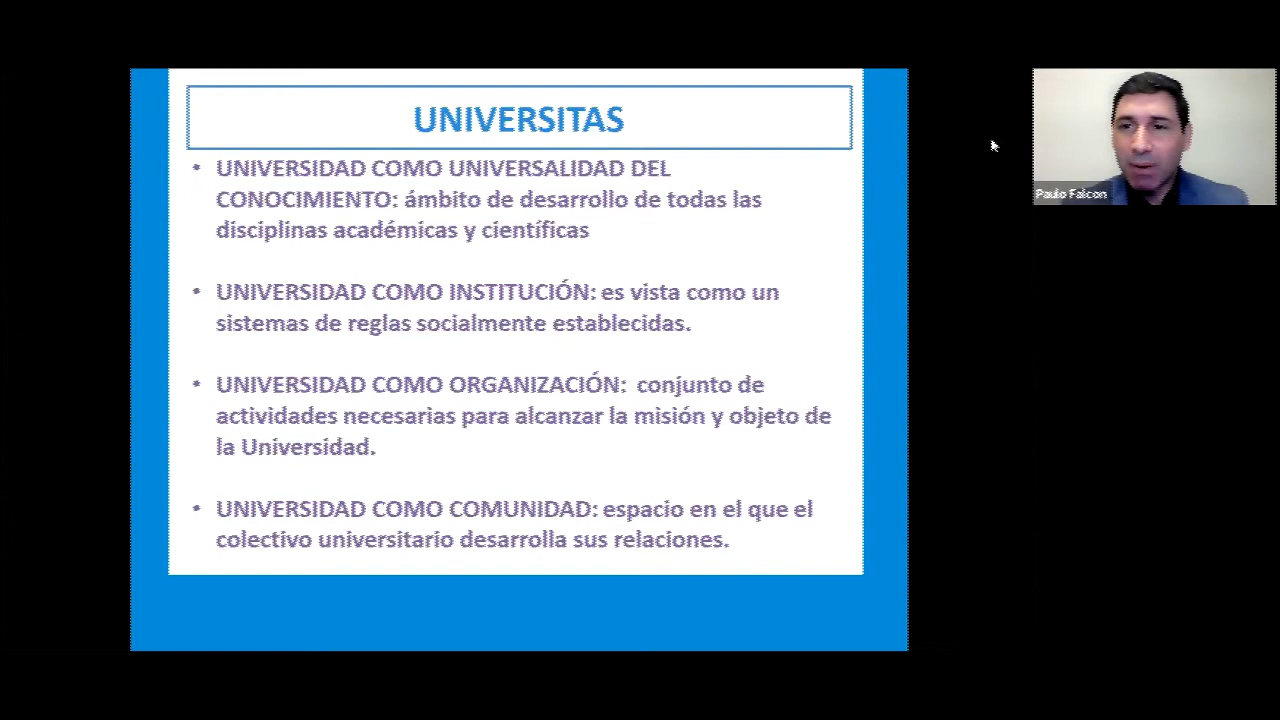 UNIVERSITAS
• UNIVERSIDAD COMO UNIVERSALIDAD DEL
CONOCIMIENTO: ámbito de desarrollo de todas las
disciplinas académicas y científicas
• UNIVERSIDAD COMO INSTITUCIÓN: es vista como un
sistemas de reglas socialmente establecidas.
• UNIVERSIDAD COMO ORGANIZACIÓN: conjunto de
actividades necesarias para alcanzar la misión y objeto de
la Universidad.
• UNIVERSIDAD COMO COMUNIDAD: espacio en el que el
colectivo universitario desarrolla sus relaciones.
Paulo Falcon